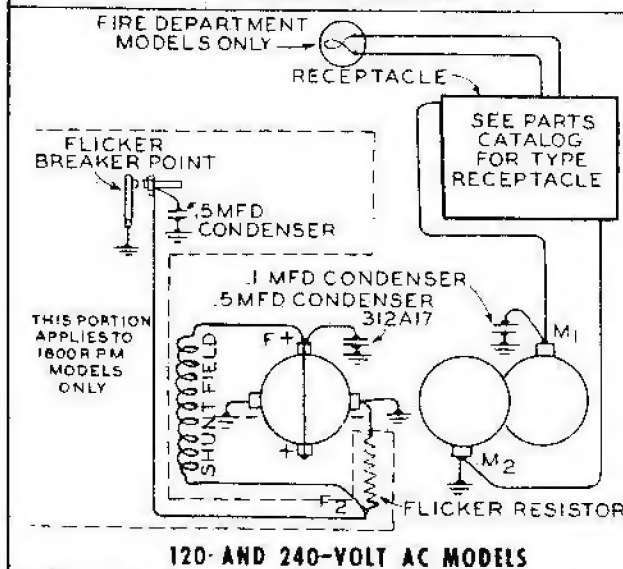 FIRE DEPARTMENT
MODELS ONLY
RECEPTACLE
SEE PARTS
CATALOG
FOR TYPE
RECEPTACLE
FLICKER
BREAKER POINT
.5MFD
CONDENSER
.1 MFD CONDENSER
.5MFD CONDENSER
312A17
M1
THIS PORTION
APPLIES TO
1800 RPM
MODELS
ONLY
F+
SHUNT FIELD
+
M2
F2
FLICKER RESISTOR
120- AND 240-VOLT AC MODELS